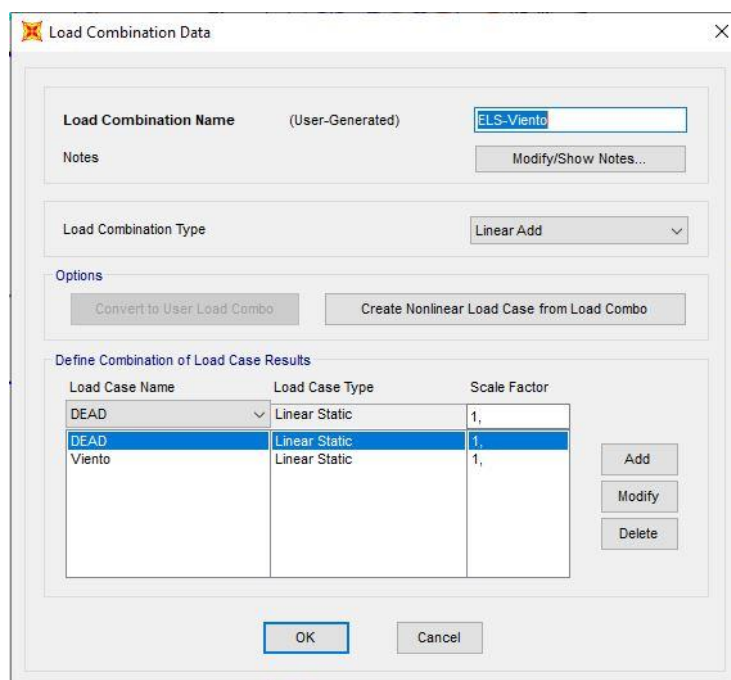 Load Combination Data
Load Combination Name (User-Generated) ELS-Viento
Notes Modify/Show Notes...
Load Combination Type Linear Add
Options
Convert to User Load Combo Create Nonlinear Load Case from Load Combo
Define Combination of Load Case Results
Load Case Name Load Case Type Scale Factor
DEAD Linear Static 1,
DEAD Linear Static 1,
Viento Linear Static 1,
Add
Modify
Delete
OK Cancel